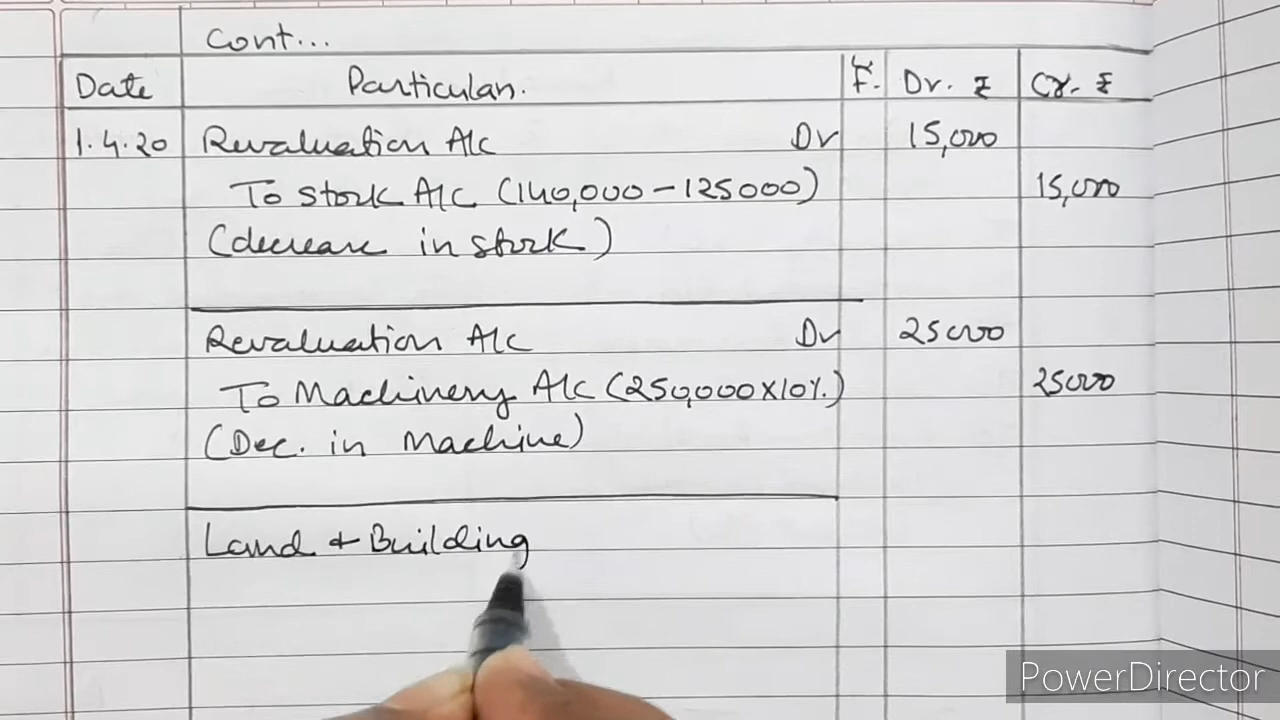 Cont...
Date Particulars. F. Dr. ₹ Cr. ₹
1.4.20 Revaluation A/c Dr 15,000
To Stock A/c (140,000-125000) 15,000
(decrease in stock)
Revaluation A/c Dr 25000
To Machinery A/c (250,000×10%.) 25000
(Dec. in Machine)
Land & Building
PowerDirector